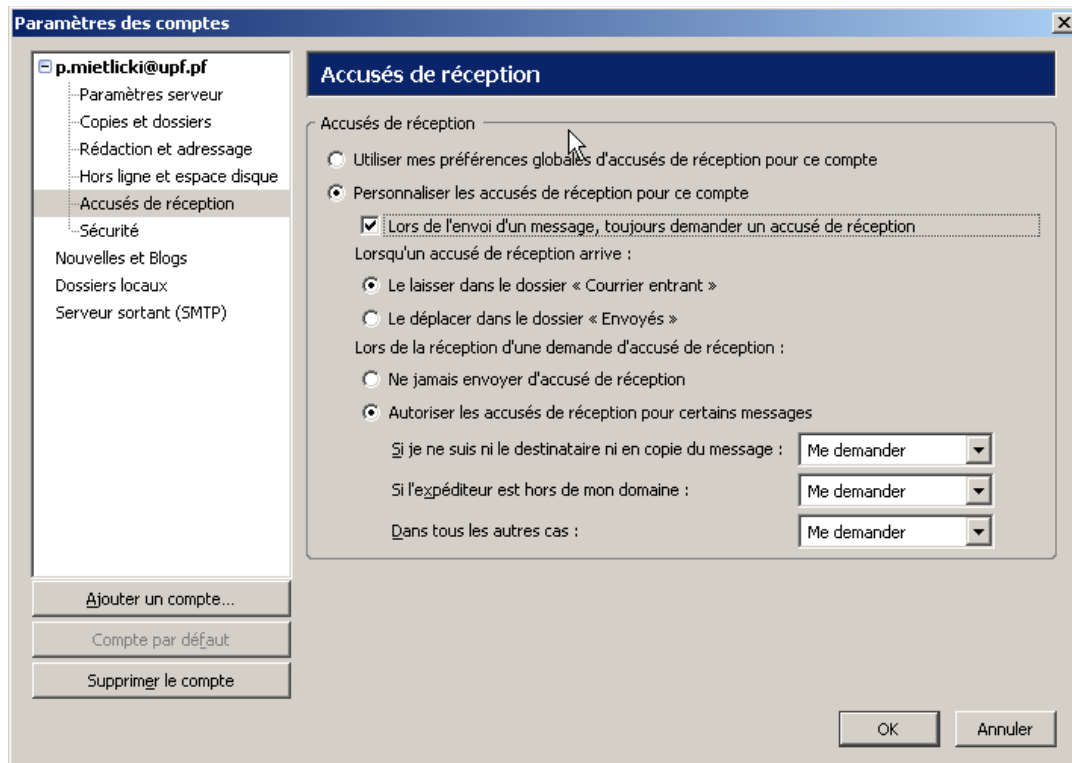 Paramètres des comptes
p.mietlicki@upf.pf
Paramètres serveur
Copies et dossiers
Rédaction et adressage
Hors ligne et espace disque
Accusés de réception
Sécurité
Nouvelles et Blogs
Dossiers locaux
Serveur sortant (SMTP)
Ajouter un compte...
Compte par défaut
Supprimer le compte
Accusés de réception
Accusés de réception
Utiliser mes préférences globales d'accusés de réception pour ce compte
Personnaliser les accusés de réception pour ce compte
Lors de l'envoi d'un message, toujours demander un accusé de réception
Lorsqu'un accusé de réception arrive :
Le laisser dans le dossier « Courrier entrant »
Le déplacer dans le dossier « Envoyés »
Lors de la réception d'une demande d'accusé de réception :
Ne jamais envoyer d'accusé de réception
Autoriser les accusés de réception pour certains messages
Si je ne suis ni le destinataire ni en copie du message : Me demander
Si l'expéditeur est hors de mon domaine : Me demander
Dans tous les autres cas : Me demander
OK Annuler